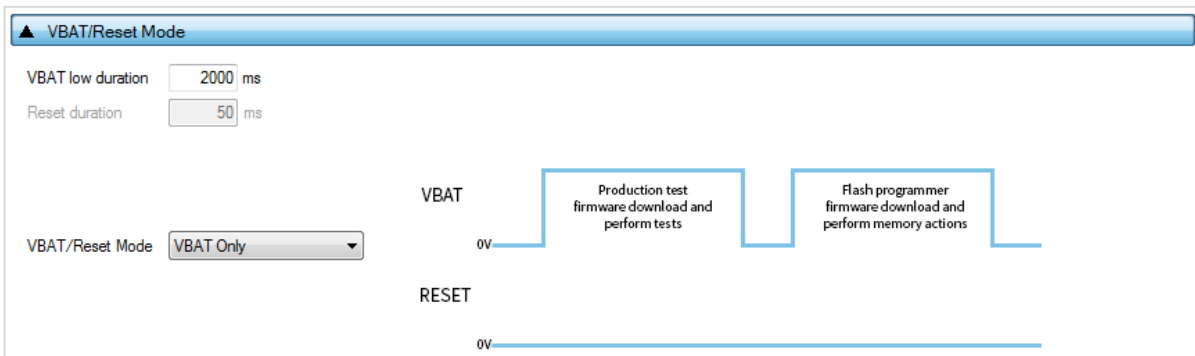 VBAT/Reset Mode
VBAT low duration 2000 ms
Reset duration 50 ms
VBAT
Production test
firmware download and
perform tests
Flash programmer
firmware download and
perform memory actions
VBAT/Reset Mode VBAT Only
0V
RESET
0V